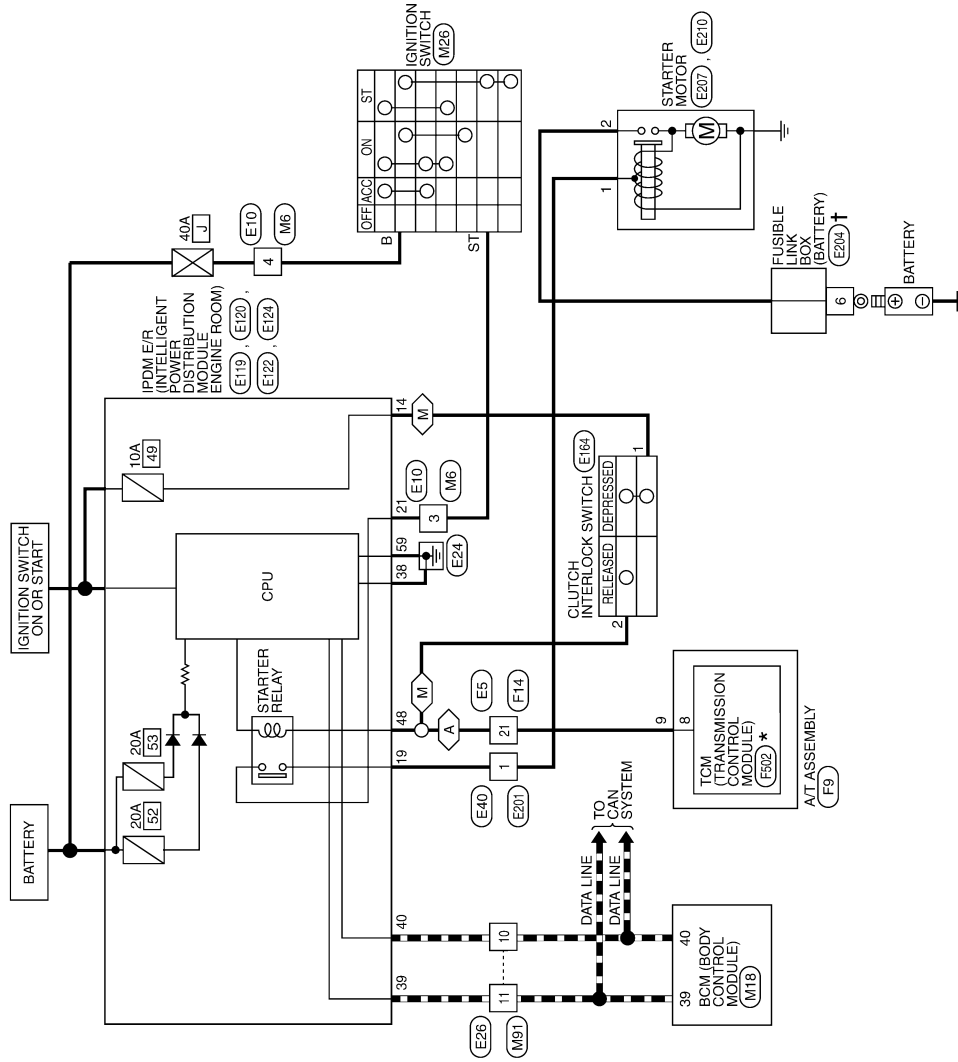 BATTERY
IGNITION SWITCH
ON OR START
20A
52
20A
53
10A
49
40A
J
4
E10
M6
IPDM E/R
(INTELLIGENT
POWER
DISTRIBUTION
MODULE
ENGINE ROOM)
E119 , E120 ,
E122 , E124
CPU
STARTER
RELAY
IGNITION
SWITCH
M26
OFF ACC ON ST
B
ST
39
40
19
48
38
59
21
14
M
E24
3
E10
M6
E26
M91
11
10
E40
E201
1
M
A
21
E5
F14
DATA LINE
DATA LINE
TO
CAN
SYSTEM
39
40
BCM (BODY
CONTROL
MODULE)
M18
9
8
TCM
(TRANSMISSION
CONTROL
MODULE)
F502 *
A/T ASSEMBLY
F9
CLUTCH
INTERLOCK SWITCH
E164
RELEASED DEPRESSED
2
1
FUSIBLE
LINK
BOX
(BATTERY)
E204 †
6
BATTERY
+
−
1
2
M
STARTER
MOTOR
E207 , E210